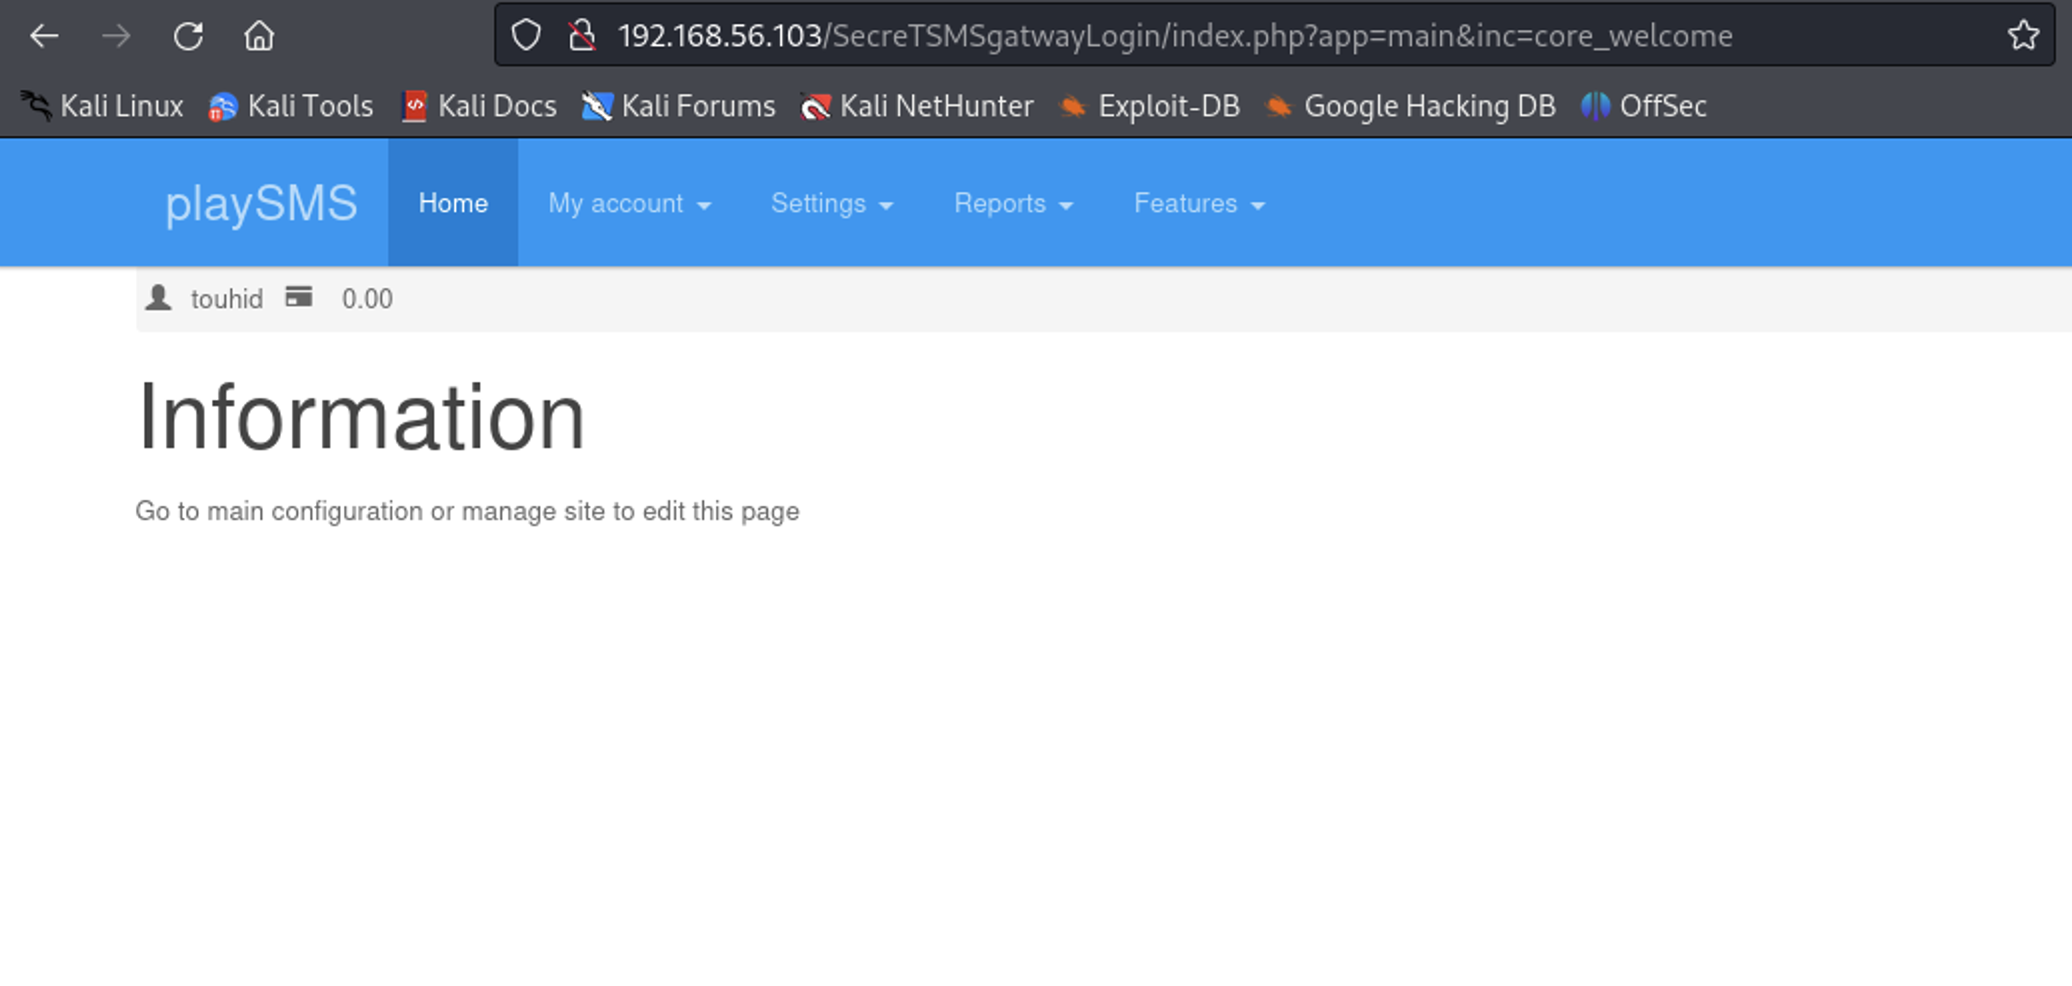 192.168.56.103/SecreTSMSgatwayLogin/index.php?app=main&inc=core_welcome
Kali Linux Kali Tools Kali Docs Kali Forums Kali NetHunter Exploit-DB Google Hacking DB OffSec
playSMS Home My account Settings Reports Features
touhid 0.00
Information
Go to main configuration or manage site to edit this page